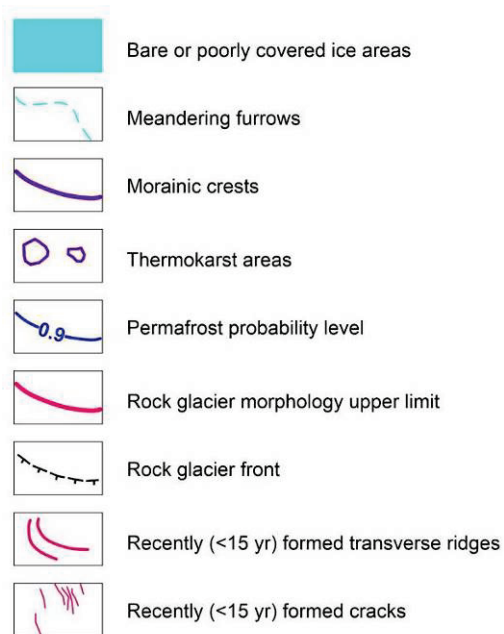 Bare or poorly covered ice areas
Meandering furrows
Morainic crests
Thermokarst areas
0.9
Permafrost probability level
Rock glacier morphology upper limit
Rock glacier front
Recently (<15 yr) formed transverse ridges
Recently (<15 yr) formed cracks